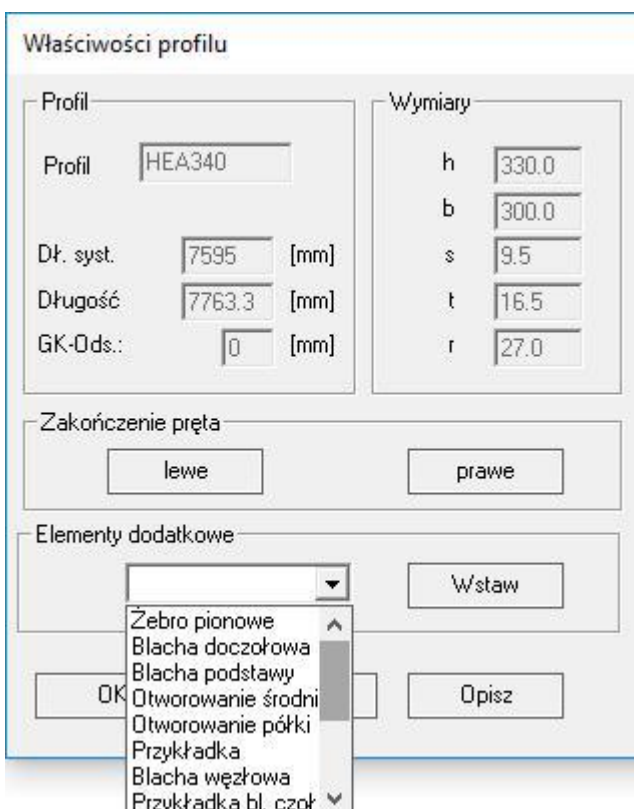 Właściwości profilu
Profil
Profil HEA340
Dł. syst. 7595 [mm]
Długość 7763.3 [mm]
GK-Ods.: 0 [mm]
Wymiary
h 330.0
b 300.0
s 9.5
t 16.5
r 27.0
Zakończenie pręta
lewe prawe
Elementy dodatkowe
Wstaw
Żebro pionowe
Blacha doczołowa
Blacha podstawy
Otworowanie środni
Otworowanie półki
Przykładka
Blacha węzłowa
Przykładka bl. czoł
OK Opisz